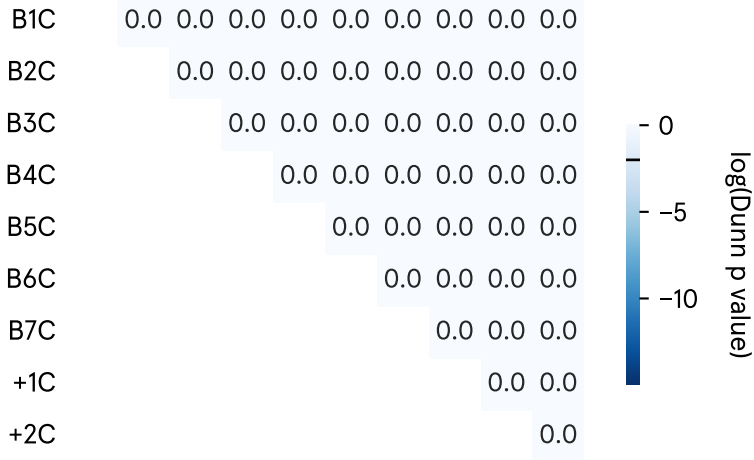 B1C 0.0 0.0 0.0 0.0 0.0 0.0 0.0 0.0 0.0
B2C 0.0 0.0 0.0 0.0 0.0 0.0 0.0 0.0
B3C 0.0 0.0 0.0 0.0 0.0 0.0 0.0
B4C 0.0 0.0 0.0 0.0 0.0 0.0
B5C 0.0 0.0 0.0 0.0 0.0
B6C 0.0 0.0 0.0 0.0
B7C 0.0 0.0 0.0
+1C 0.0 0.0
+2C 0.0
0
−5
−10
log(Dunn p value)